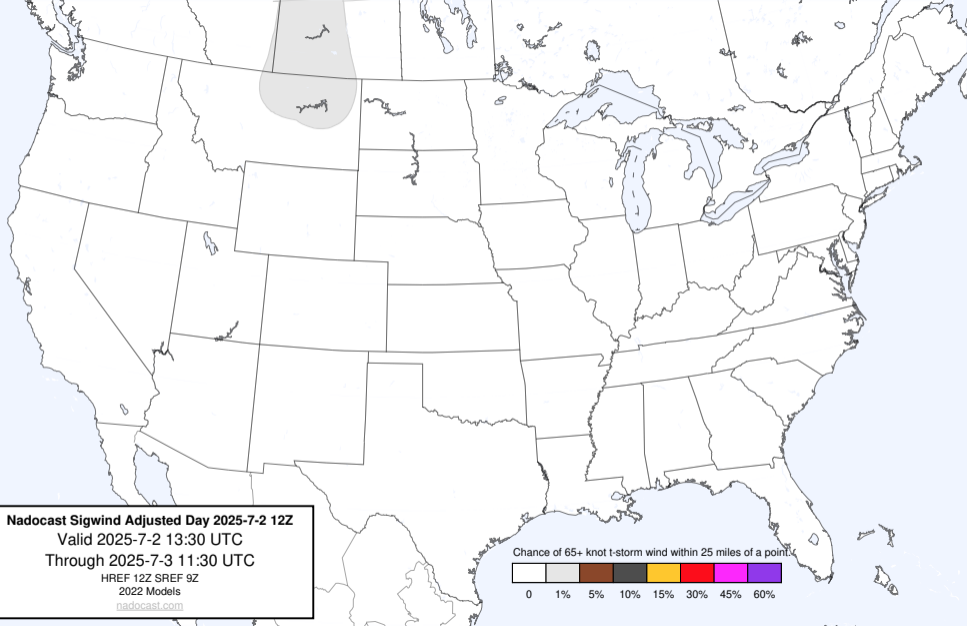 Nadocast Sigwind Adjusted Day 2025-7-2 12Z
Valid 2025-7-2 13:30 UTC
Through 2025-7-3 11:30 UTC
HREF 12Z SREF 9Z
2022 Models
nadocast.com
Chance of 65+ knot t-storm wind within 25 miles of a point.
0 1% 5% 10% 15% 30% 45% 60%